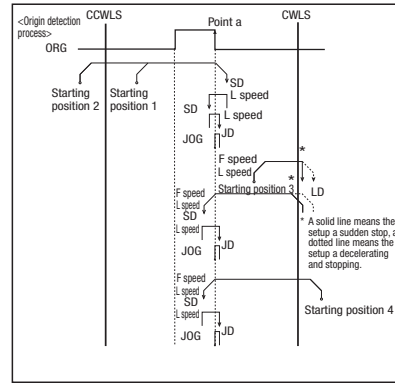 <Origin detection
process>
CCWLS
Point a
CWLS
ORG
Starting
position 2
Starting
position 1
SD
L speed
SD
L speed
JOG
JD
F speed
L speed
*
Starting position 3
*
LD
F speed
L speed
SD
L speed
JOG
JD
* A solid line means the
setup a sudden stop, a
dotted line means the
setup a decelerating
and stopping.
F speed
L speed
SD
L speed
JOG
JD
Starting position 4